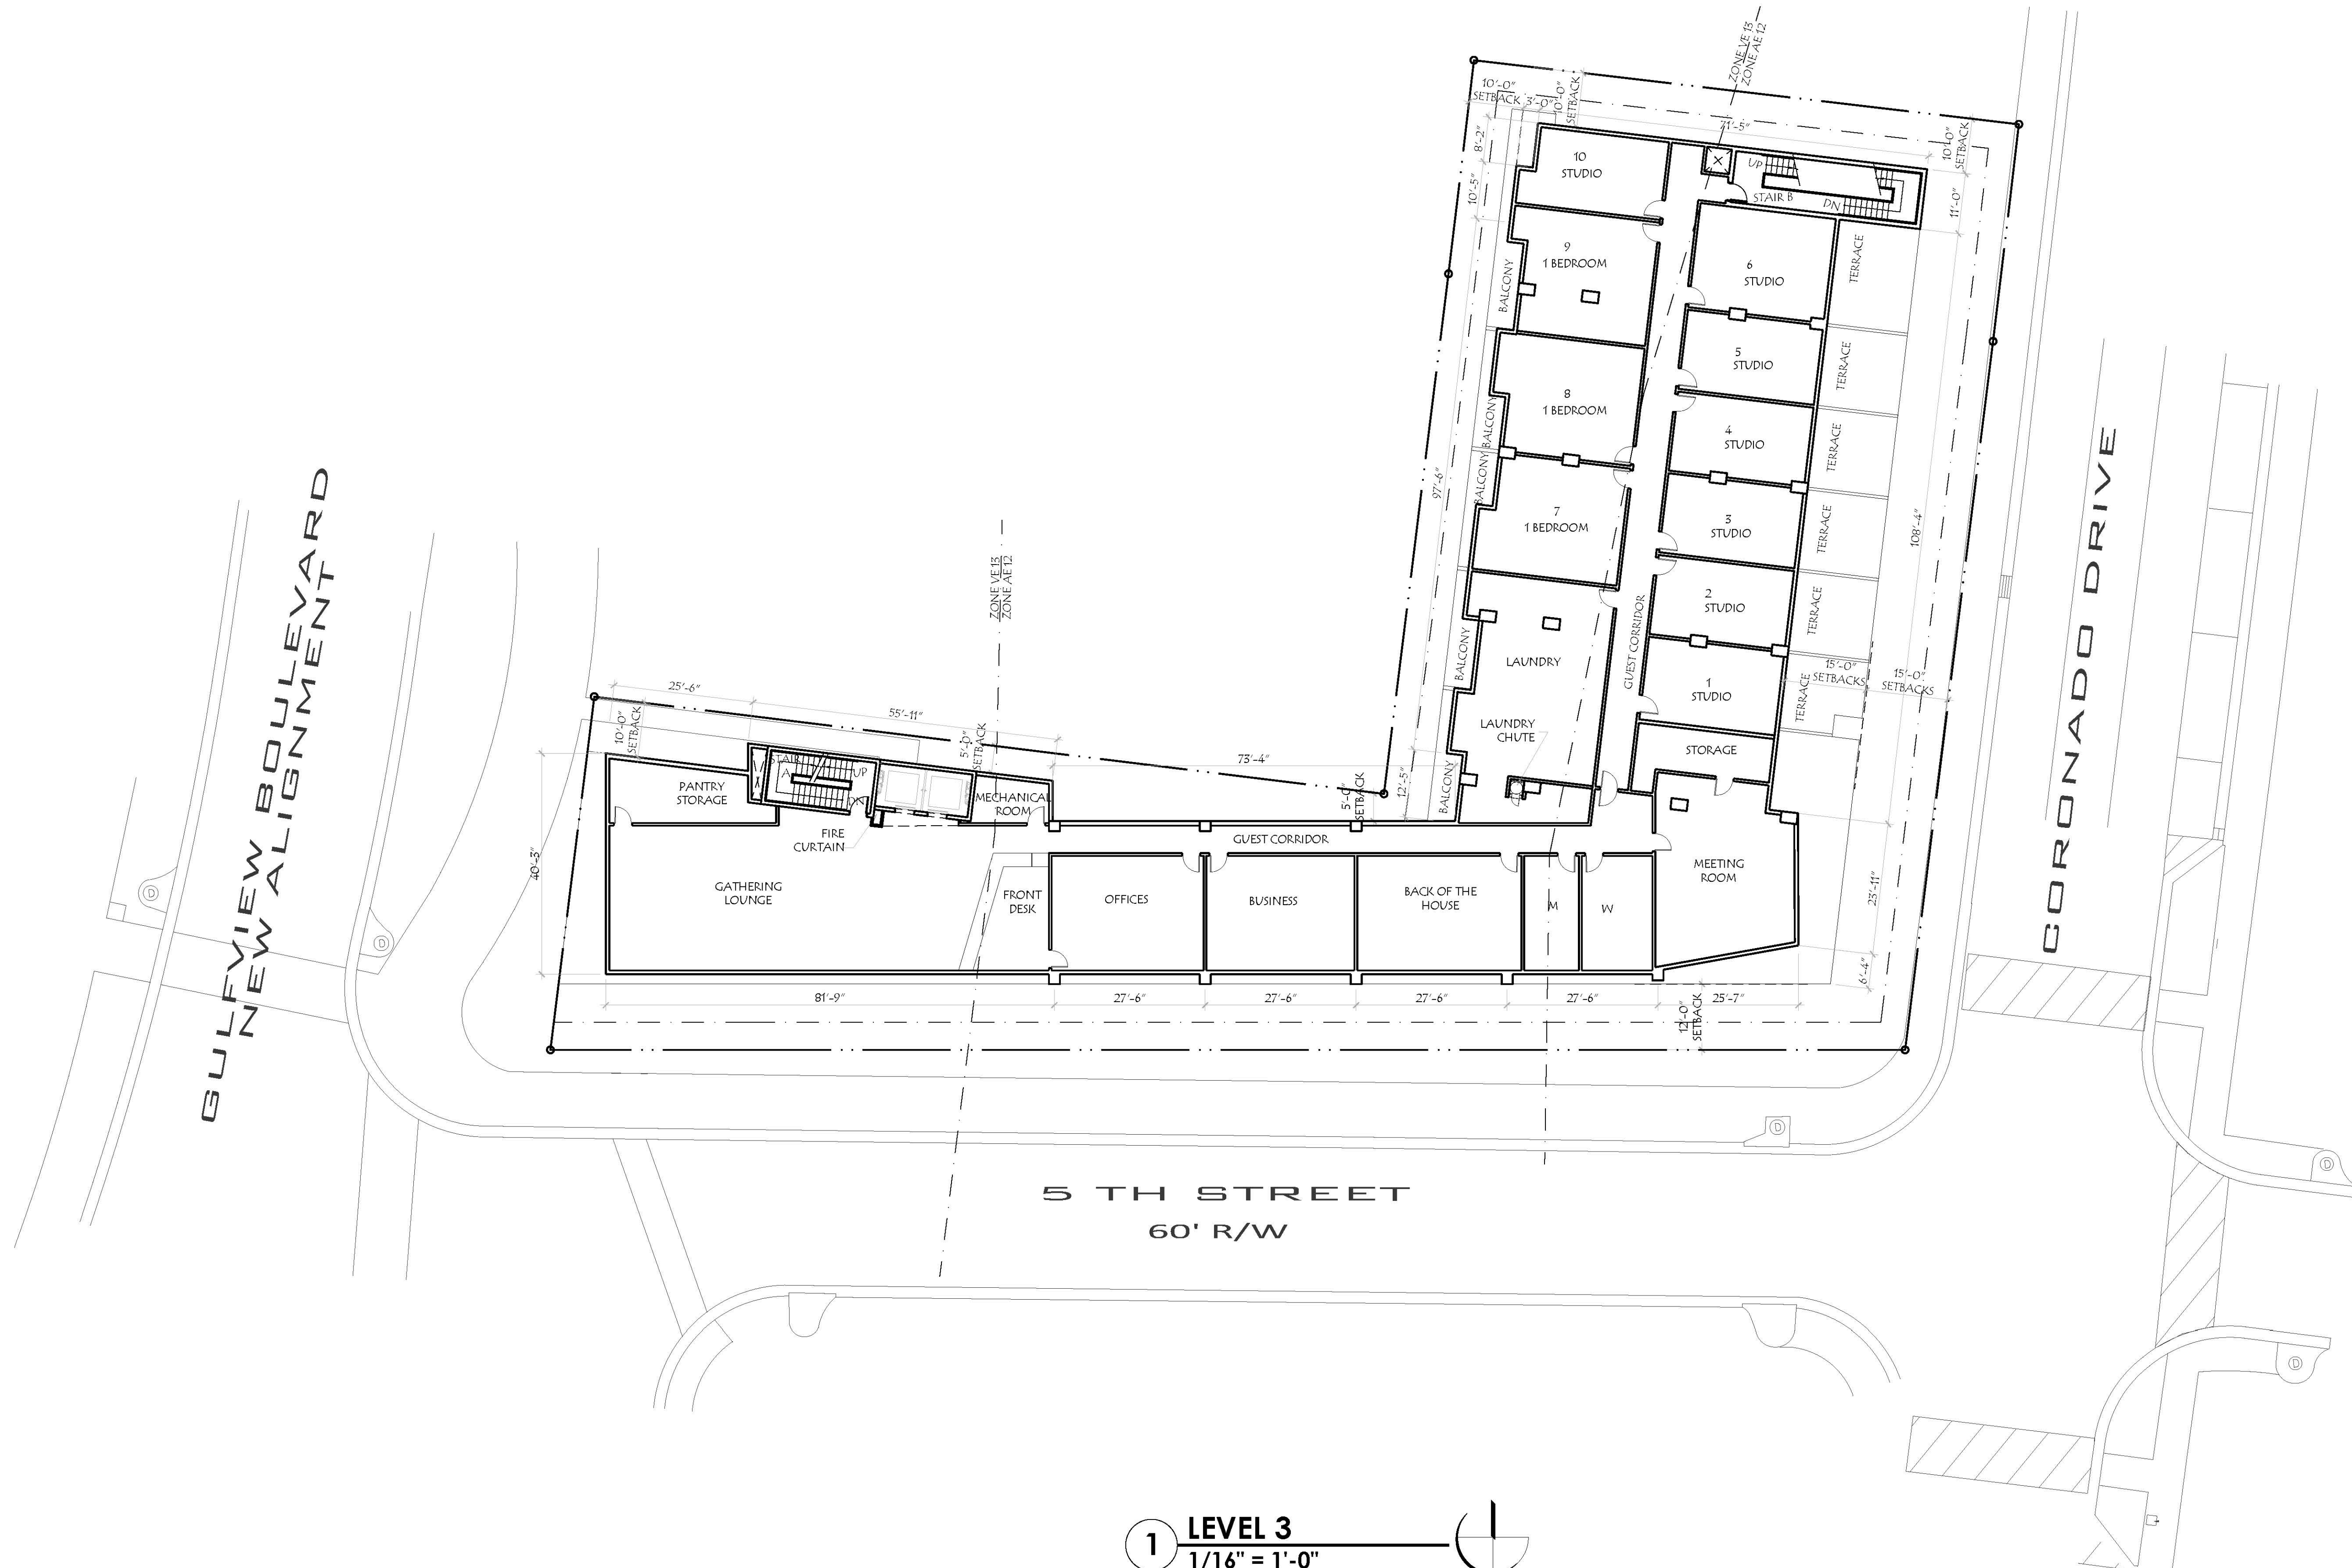 ZONE VE 13
ZONE AE 12
10'-0"
SETBACK
3'-0"
10'-0"
SETBACK
71'-5"
10'-0"
SETBACK
8'-2"
10'-5"
11'-0"
10
STUDIO
UP
STAIR B
DN
9
1 BEDROOM
BALCONY
6
STUDIO
TERRACE
5
STUDIO
TERRACE
8
1 BEDROOM
BALCONY
4
STUDIO
TERRACE
97'-6"
BALCONY
7
1 BEDROOM
3
STUDIO
TERRACE
108'-4"
2
STUDIO
TERRACE
GUEST CORRIDOR
BALCONY
LAUNDRY
1
STUDIO
TERRACE
15'-0"
SETBACKS
15'-0"
SETBACKS
LAUNDRY
CHUTE
STORAGE
BALCONY
12'-5"
5'-0"
SETBACK
73'-4"
ZONE VE 13
ZONE AE 12
25'-6"
55'-11"
10'-0"
SETBACK
5'-0"
SETBACK
40'-3"
PANTRY
STORAGE
STAIR
A
UP
DN
MECHANICAL
ROOM
FIRE
CURTAIN
GUEST CORRIDOR
GATHERING
LOUNGE
FRONT
DESK
OFFICES
BUSINESS
BACK OF THE
HOUSE
M
W
MEETING
ROOM
23'-11"
6'-4"
81'-9"
27'-6"
27'-6"
27'-6"
27'-6"
25'-7"
12'-0"
SETBACK
GULFVIEW BOULEVARD
NEW ALIGNMENT
CORONADO DRIVE
D
D
D
D
D
5 TH STREET
60' R/W
1
LEVEL 3
1/16" = 1'-0"